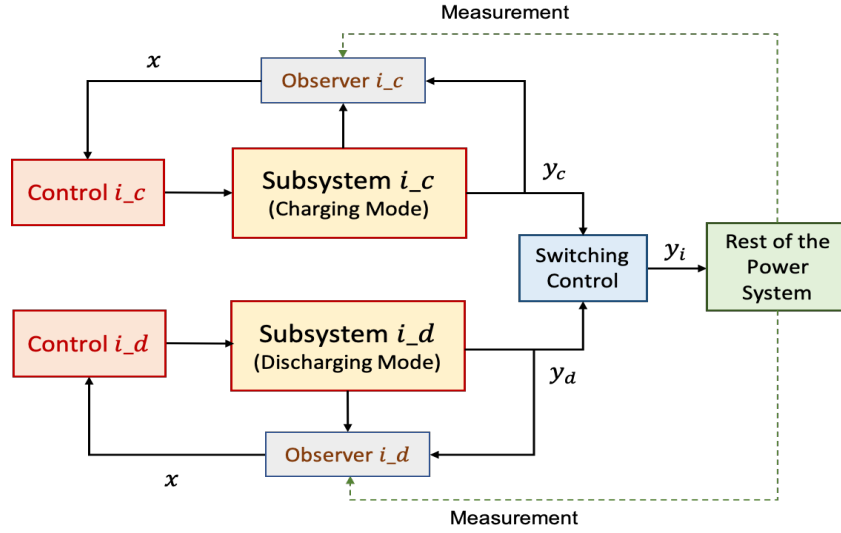 Measurement
x
Observer i_c
Control i_c
Subsystem i_c
(Charging Mode)
y_c
Switching
Control
y_i
Rest of the
Power
System
Control i_d
Subsystem i_d
(Discharging Mode)
y_d
Observer i_d
x
Measurement